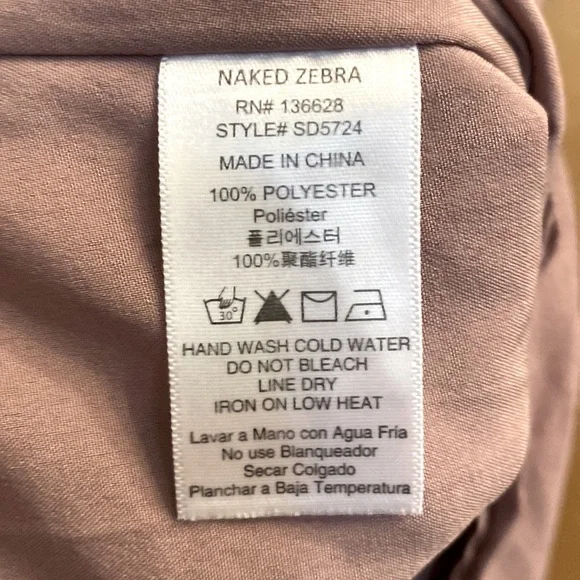 NAKED ZEBRA
RN# 136628
STYLE# SD5724
MADE IN CHINA
100% POLYESTER
Poliéster
폴리에스터
100%聚酯纤维
30°
HAND WASH COLD WATER
DO NOT BLEACH
LINE DRY
IRON ON LOW HEAT
Lavar a Mano con Agua Fría
No use Blanqueador
Secar Colgado
Planchar a Baja Temperatura